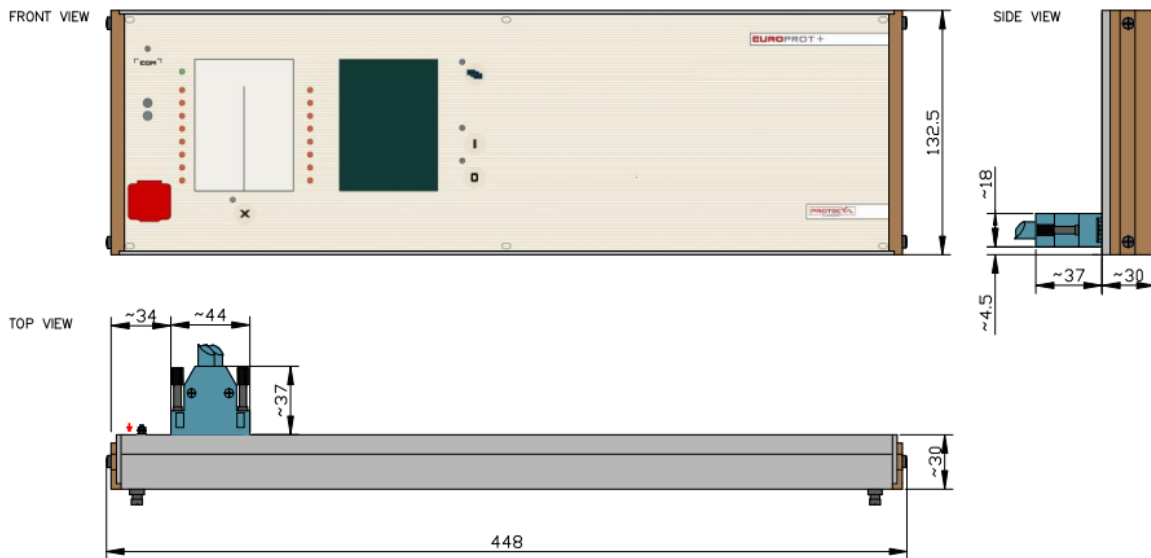 FRONT VIEW
SIDE VIEW
COM
EUROPROT+
I
O
X
PROTECTA
132.5
~18
~37
~30
~4.5
TOP VIEW
~34
~44
~37
~30
448